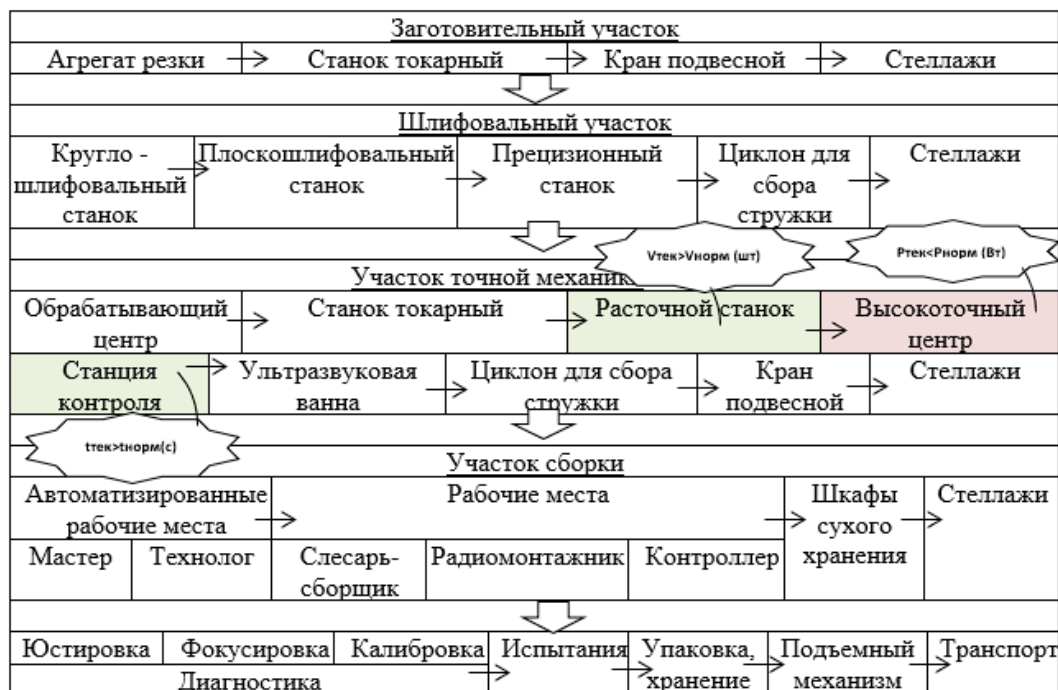 Заготовительный участок
Агрегат резки Станок токарный Кран подвесной Стеллажи
Шлифовальный участок
Кругло - Плоскошлифовальный Прецизионный Циклон для Стеллажи
шлифовальный станок станок сбора
станок стружки
Vтек>Vнорм (шт) Pтек<Pнорм (Вт)
Участок точной механики
Обрабатывающий Станок токарный Расточной станок Высокоточный
центр центр
Станция Ультразвуковая Циклон для сбора Кран Стеллажи
контроля ванна стружки подвесной
tтек>tнорм(с)
Участок сборки
Автоматизированные Рабочие места Шкафы Стеллажи
рабочие места сухого
Мастер Технолог Слесарь- Радиомонтажник Контроллер хранения
сборщик
Юстировка Фокусировка Калибровка Испытания Упаковка, Подъемный Транспорт
Диагностика хранение механизм